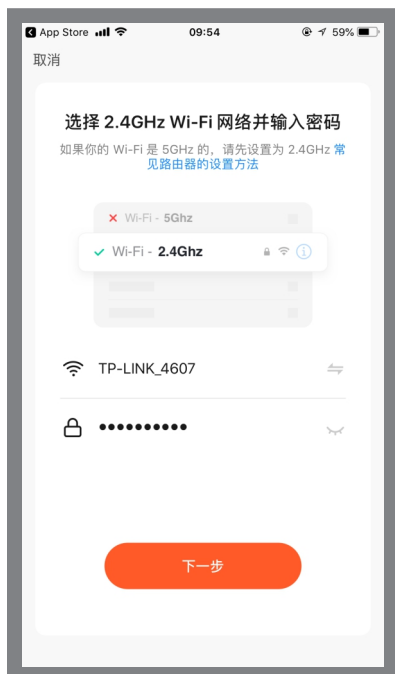 App Store 09:54 59%
取消
选择 2.4GHz Wi-Fi 网络并输入密码
如果你的 Wi-Fi 是 5GHz 的，请先设置为 2.4GHz 常
见路由器的设置方法
Wi-Fi - 5Ghz
Wi-Fi - 2.4Ghz
TP-LINK_4607
••••••••••
下一步